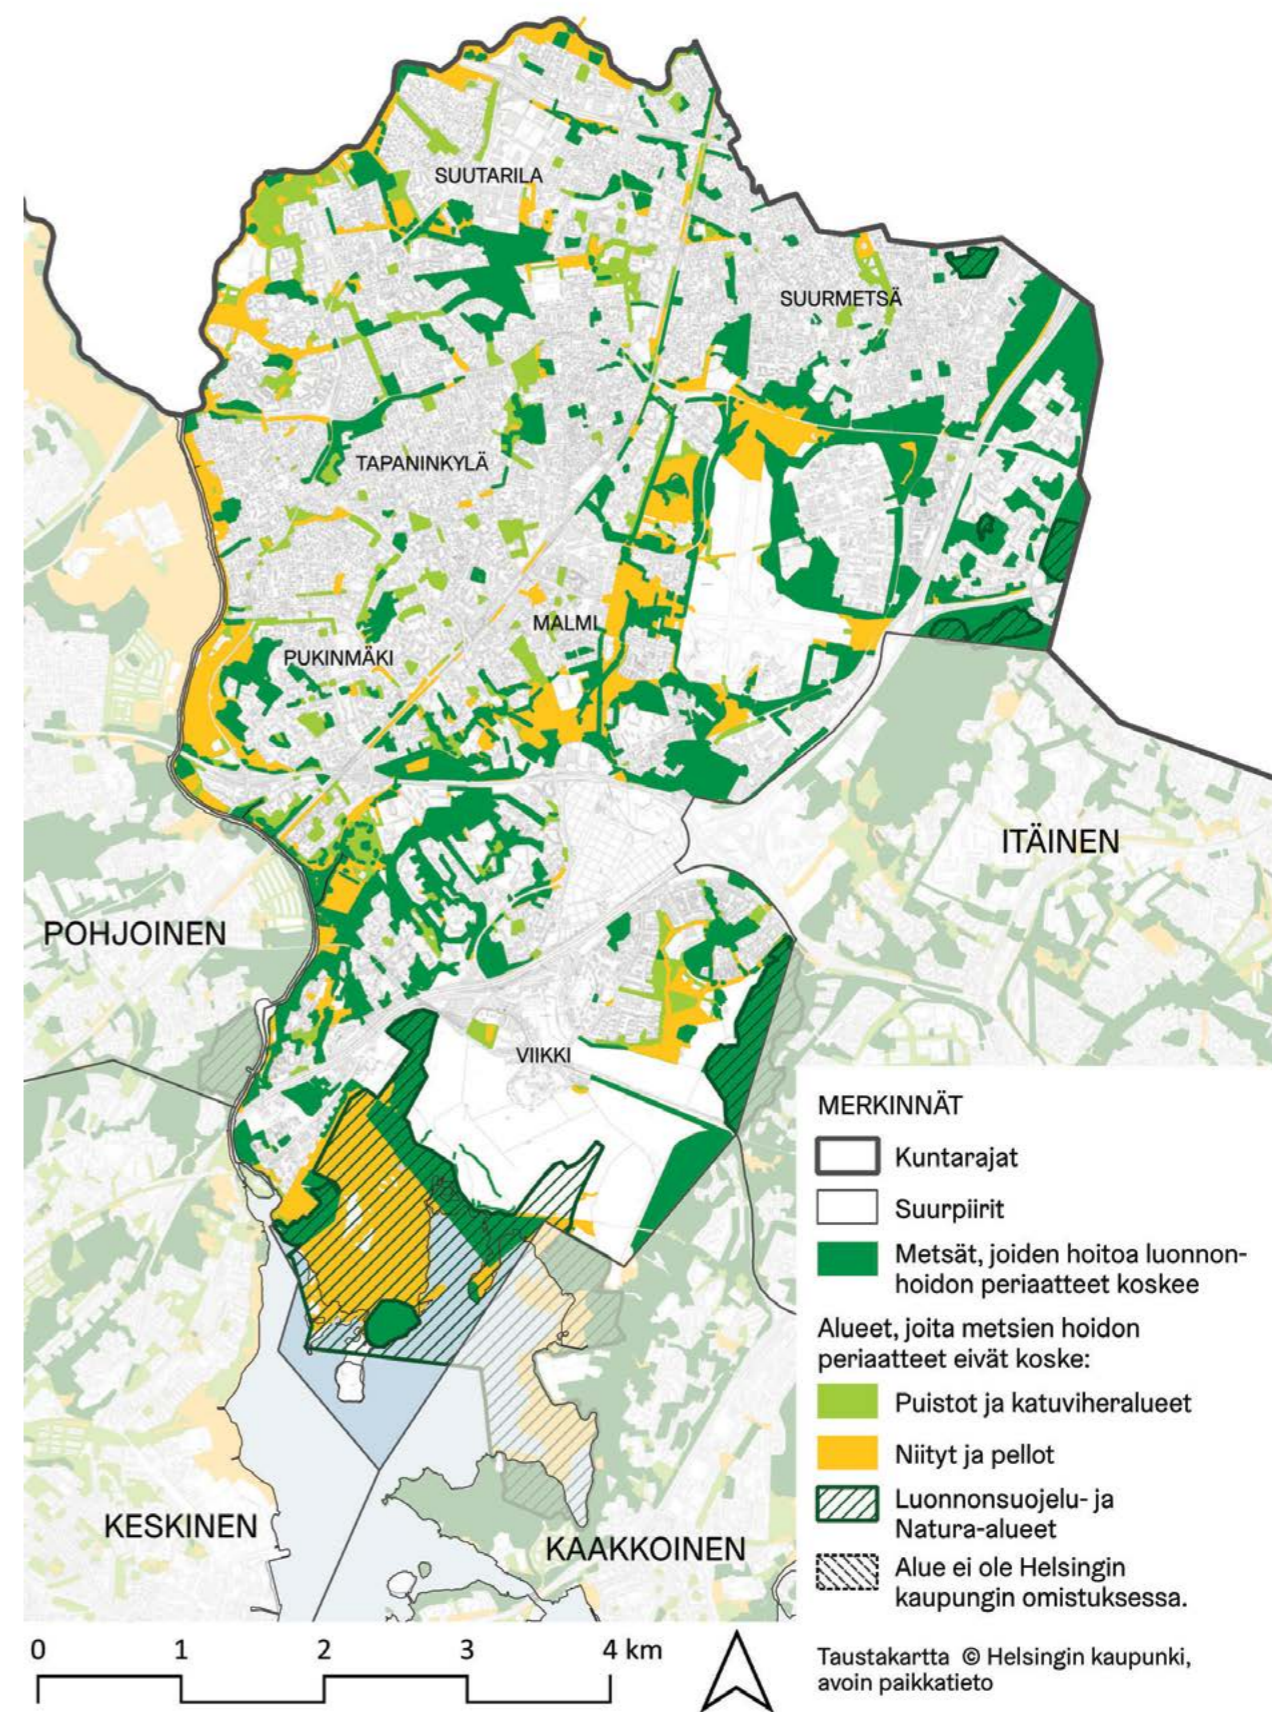 SUUTARILA
SUURMETSÄ
TAPANINKYLÄ
MALMI
PUKINMÄKI
ITÄINEN
POHJOINEN
VIIKKI
KESKINEN
KAAKKOINEN
MERKINNÄT
Kuntarajat
Suurpiirit
Metsät, joiden hoitoa luonnon-
hoidon periaatteet koskee
Alueet, joita metsien hoidon
periaatteet eivät koske:
Puistot ja katuviheralueet
Niityt ja pellot
Luonnonsuojelu- ja
Natura-alueet
Alue ei ole Helsingin
kaupungin omistuksessa.
Taustakartta © Helsingin kaupunki,
avoin paikkatieto
0 1 2 3 4 km